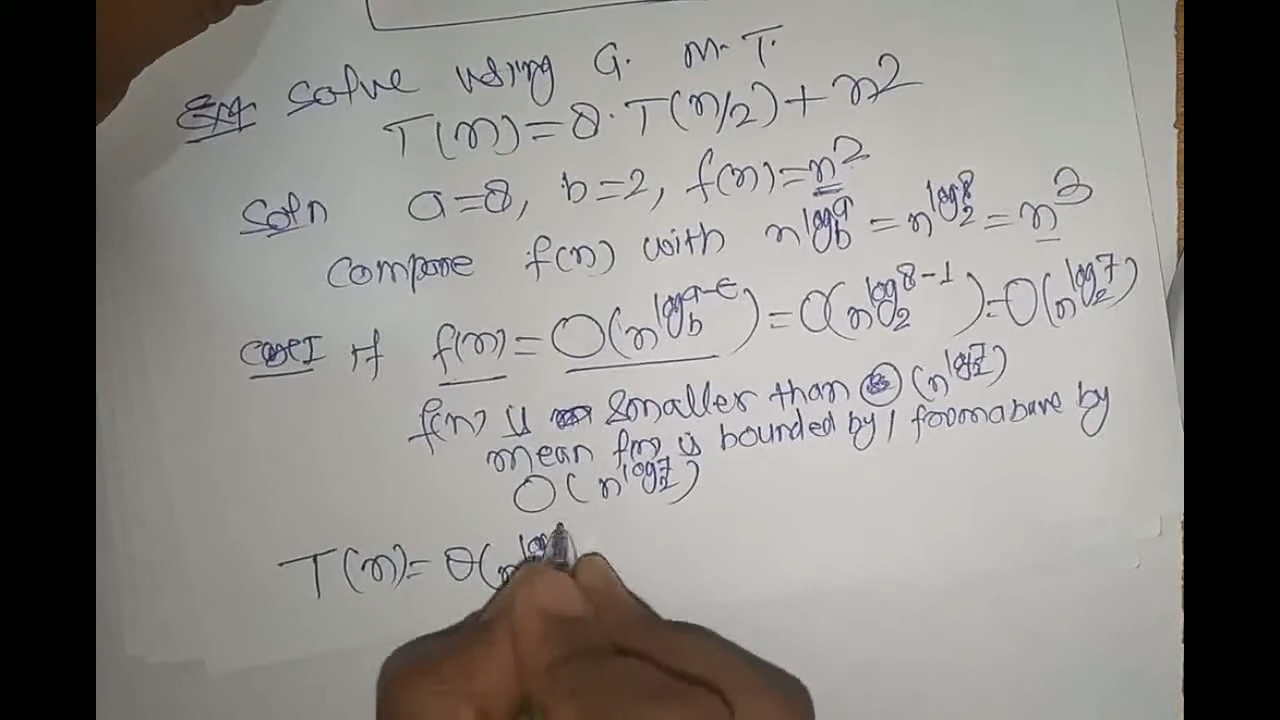 Ex: Solve using G. M. T.
T(n) = 8·T(n/2) + n²
Soln a=8, b=2, f(n)=n²
Compare f(n) with n^log_b^a = n^log_2^8 = n³
Case I If f(n) = O(n^log_b^a-ϵ) = O(n^log_2^8-1) = O(n^log_2^7)
f(n) is smaller than (n^log_2^7)
mean f(n) is bounded by / from above by
O(n^log_2^7)
T(n) = θ(n^log